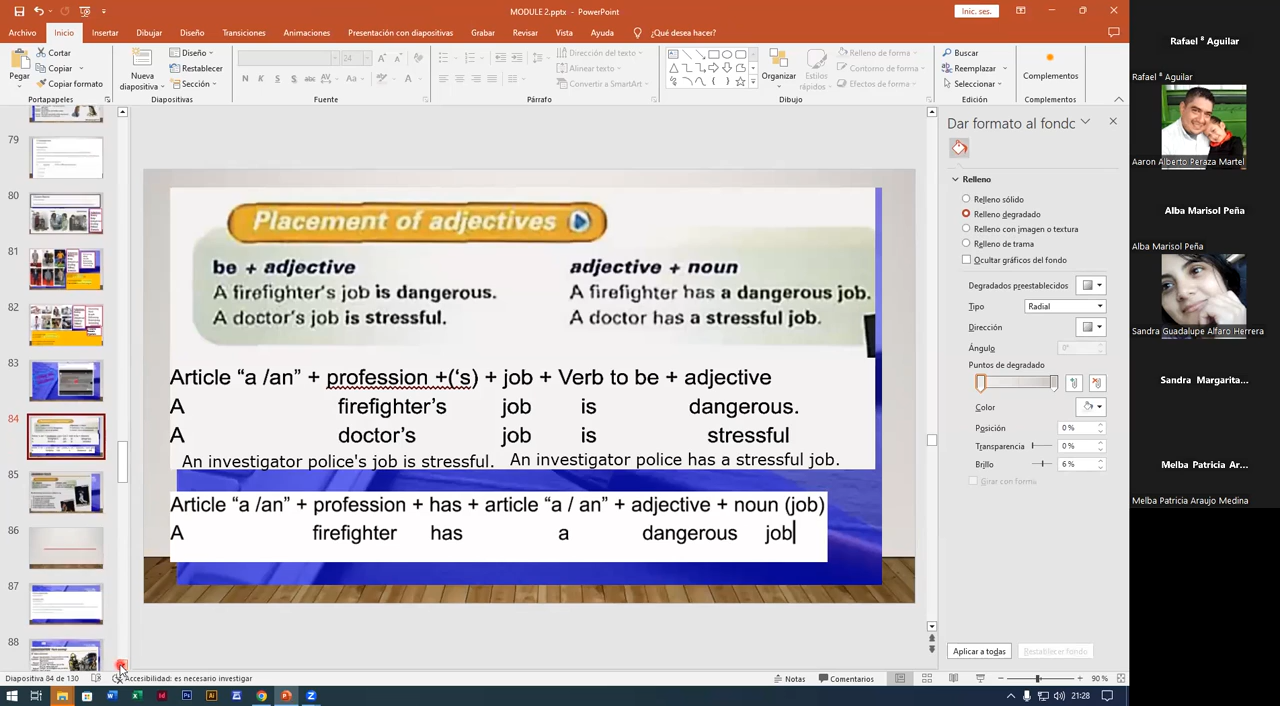 MODULE 2.pptx - PowerPoint
Inic. ses.
Archivo Inicio Insertar Dibujar Diseño Transiciones Animaciones Presentación con diapositivas Grabar Revisar Vista Ayuda ¿Qué desea hacer?
Pegar
Cortar
Copiar
Copiar formato
Portapapeles
Nueva diapositiva
Diseño
Restablecer
Sección
Diapositivas
24
N K S S abc AV Aa A
Fuente
Dirección del texto
Alinear texto
Convertir a SmartArt
Párrafo
Organizar
Estilos rápidos
Relleno de forma
Contorno de forma
Efectos de forma
Dibujo
Buscar
Reemplazar
Seleccionar
Edición
Complementos
Complementos
79
80
81
82
83
84
85
86
87
88
Placement of adjectives
be + adjective
A firefighter's job is dangerous.
A doctor's job is stressful.
adjective + noun
A firefighter has a dangerous job.
A doctor has a stressful job.
Article “a /an” + profession +(‘s) + job + Verb to be + adjective
A firefighter’s job is dangerous.
A doctor’s job is stressful
An investigator police's job is stressful. An investigator police has a stressful job.
Article “a /an” + profession + has + article “a / an” + adjective + noun (job)
A firefighter has a dangerous job
Dar formato al fondo
Relleno
Relleno sólido
Relleno degradado
Relleno con imagen o textura
Relleno de trama
Ocultar gráficos del fondo
Degradados preestablecidos
Tipo Radial
Dirección
Ángulo 0°
Puntos de degradado
Color
Posición 0 %
Transparencia 0 %
Brillo 6 %
Girar con forma
Aplicar a todas Restablecer fondo
Rafael ⁸ Aguilar
Rafael ⁸ Aguilar
Aaron Alberto Peraza Martel
Alba Marisol Peña
Alba Marisol Peña
Sandra Guadalupe Alfaro Herrera
Sandra Margarita...
Melba Patricia Ar...
Melba Patricia Araujo Medina
Diapositiva 84 de 130 Accesibilidad: es necesario investigar
Notas Comentarios 90 %
21:28